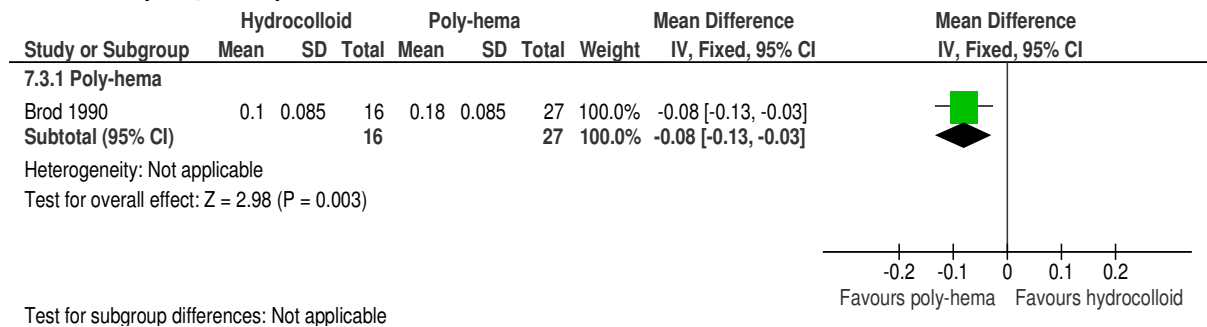 Hydrocolloid Poly-hema Mean Difference Mean Difference
Study or Subgroup Mean SD Total Mean SD Total Weight IV, Fixed, 95% CI IV, Fixed, 95% CI
7.3.1 Poly-hema
Brod 1990 0.1 0.085 16 0.18 0.085 27 100.0% -0.08 [-0.13, -0.03]
Subtotal (95% CI) 16 27 100.0% -0.08 [-0.13, -0.03]
Heterogeneity: Not applicable
Test for overall effect: Z = 2.98 (P = 0.003)
-0.2 -0.1 0 0.1 0.2
Favours poly-hema Favours hydrocolloid
Test for subgroup differences: Not applicable